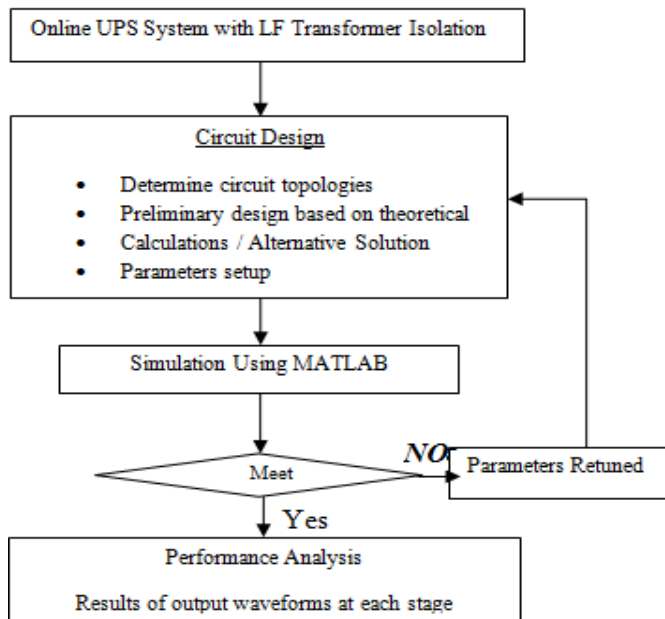 Online UPS System with LF Transformer Isolation
Circuit Design
• Determine circuit topologies
• Preliminary design based on theoretical
• Calculations / Alternative Solution
• Parameters setup
Simulation Using MATLAB
Meet
NO
Parameters Retuned
Yes
Performance Analysis
Results of output waveforms at each stage